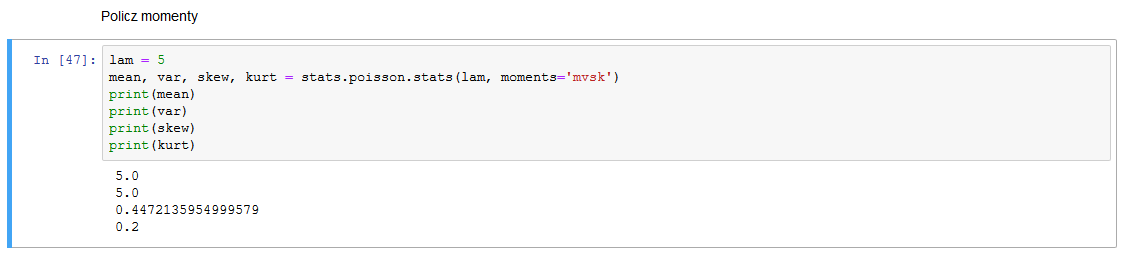 Policz momenty
In [47]: lam = 5
mean, var, skew, kurt = stats.poisson.stats(lam, moments='mvsk')
print(mean)
print(var)
print(skew)
print(kurt)
5.0
5.0
0.4472135954999579
0.2